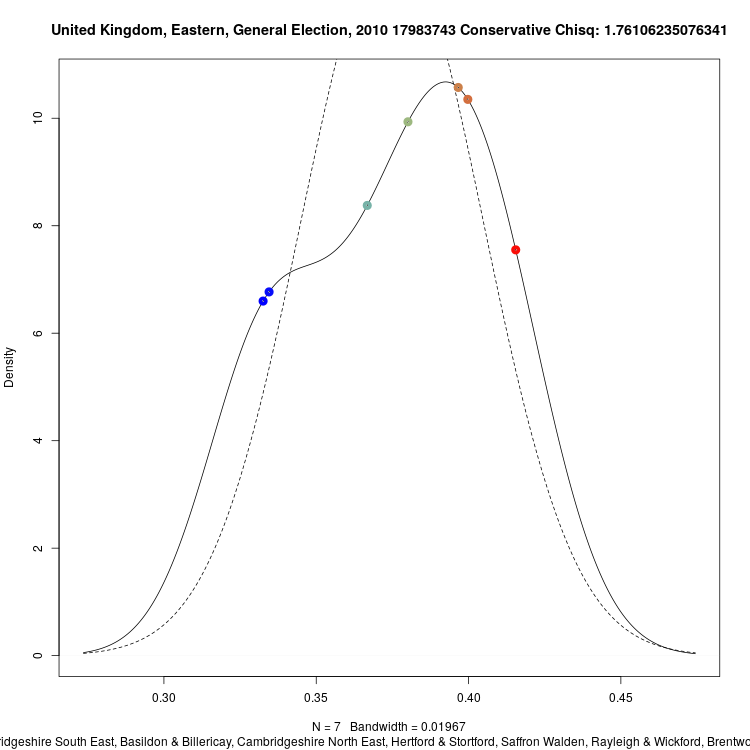 United Kingdom, Eastern, General Election, 2010 17983743 Conservative Chisq: 1.76106235076341
Density
10
8
6
4
2
0
0.30 0.35 0.40 0.45
N = 7 Bandwidth = 0.01967
ridgeshire South East, Basildon & Billericay, Cambridgeshire North East, Hertford & Stortford, Saffron Walden, Rayleigh & Wickford, Brentwo